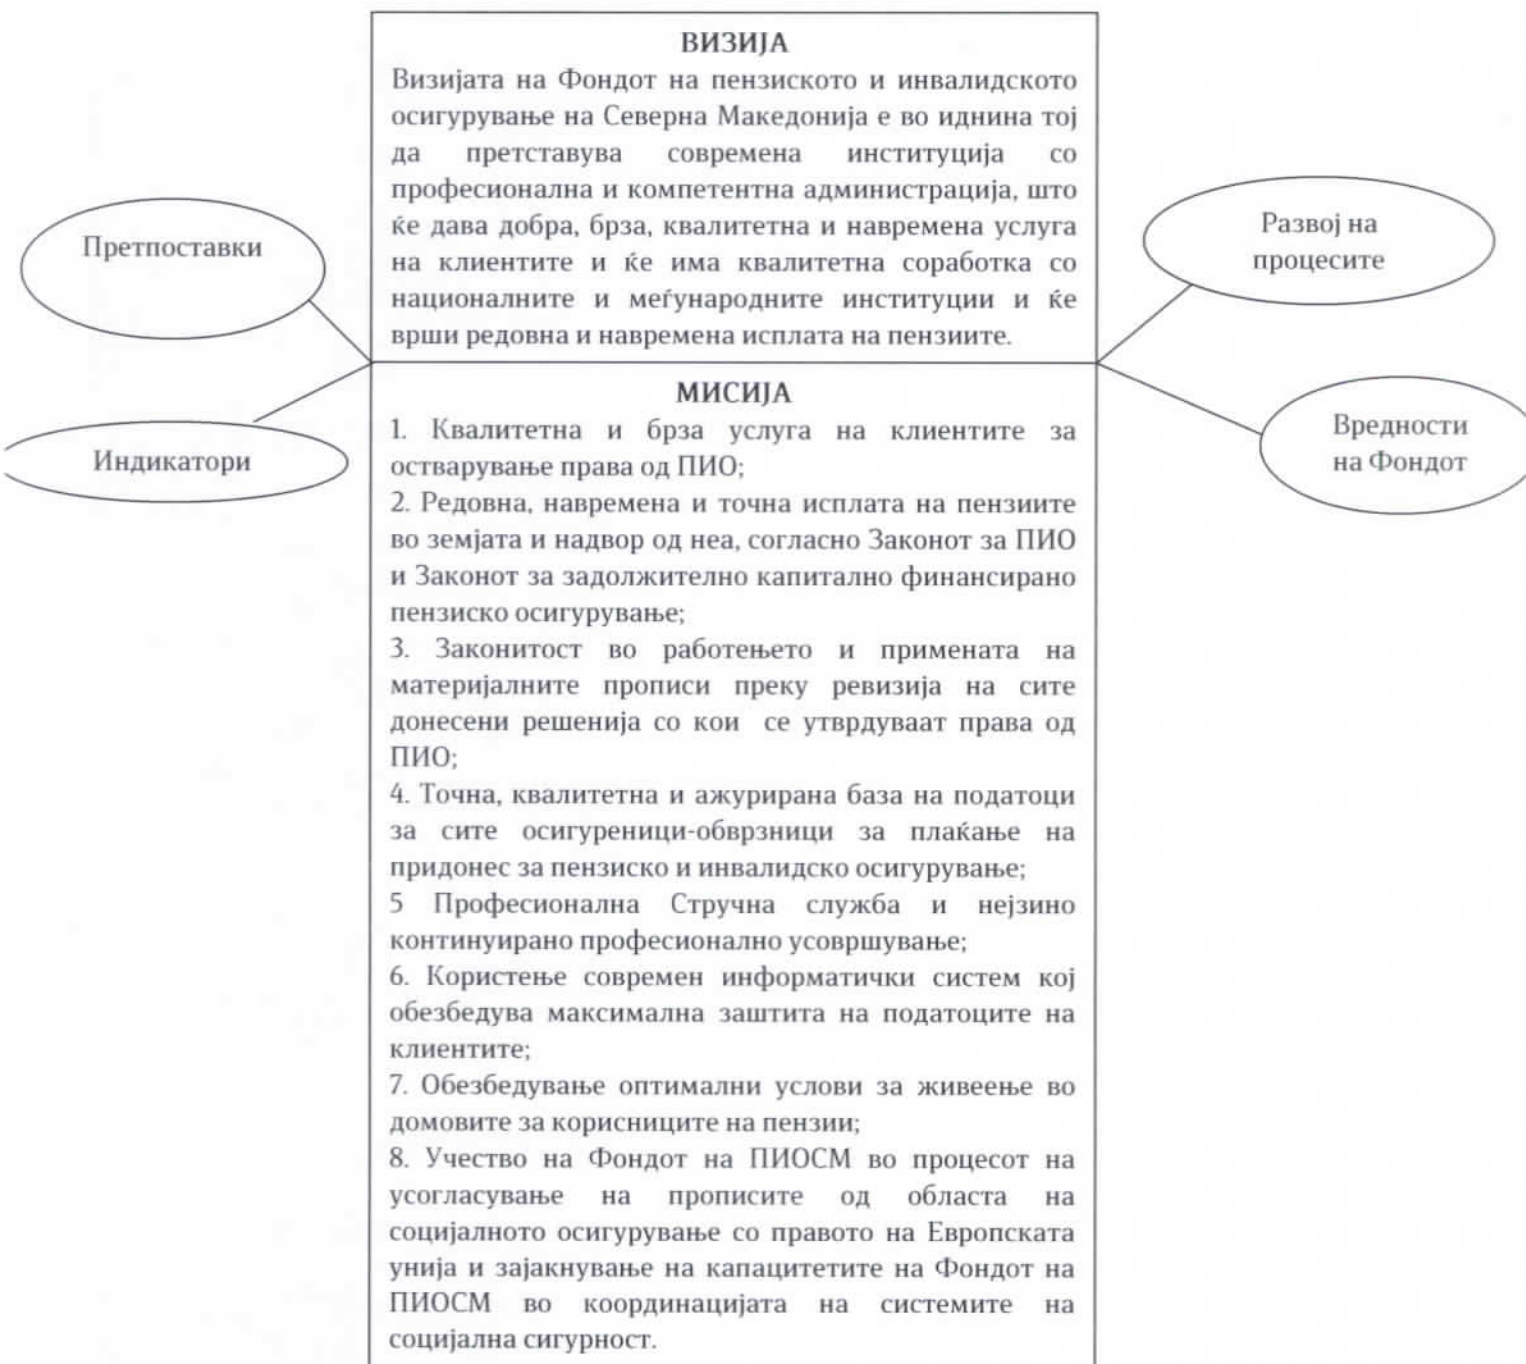 ВИЗИЈА
Визијата на Фондот на пензиското и инвалидското
осигурување на Северна Македонија е во иднина тој
да претставува современа институција со
професионална и компетентна администрација, што
ќе дава добра, брза, квалитетна и навремена услуга
на клиентите и ќе има квалитетна соработка со
националните и меѓународните институции и ќе
врши редовна и навремена исплата на пензиите.
Претпоставки
Развој на
процесите
Индикатори
Вредности
на Фондот
МИСИЈА
1. Квалитетна и брза услуга на клиентите за
остварување права од ПИО;
2. Редовна, навремена и точна исплата на пензиите
во земјата и надвор од неа, согласно Законот за ПИО
и Законот за задолжително капитално финансирано
пензиско осигурување;
3. Законитост во работењето и примената на
материјалните прописи преку ревизија на сите
донесени решенија со кои се утврдуваат права од
ПИО;
4. Точна, квалитетна и ажурирана база на податоци
за сите осигуреници-обврзници за плаќање на
придонес за пензиско и инвалидско осигурување;
5 Професионална Стручна служба и нејзино
континуирано професионално усовршување;
6. Користење современ информатички систем кој
обезбедува максимална заштита на податоците на
клиентите;
7. Обезбедување оптимални услови за живеење во
домовите за корисниците на пензии;
8. Учество на Фондот на ПИОСМ во процесот на
усогласување на прописите од областа на
социјалното осигурување со правото на Европската
унија и зајакнување на капацитетите на Фондот на
ПИОСМ во координацијата на системите на
социјална сигурност.